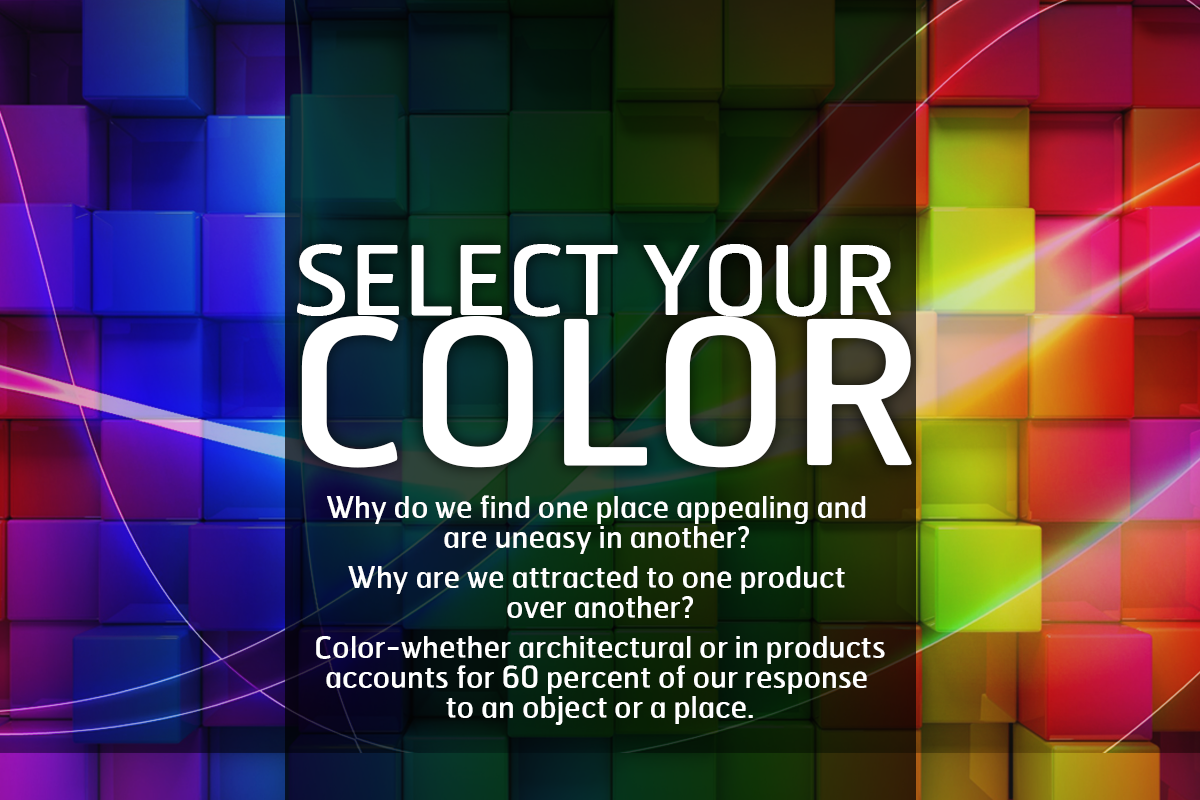 SELECT YOUR
COLOR
Why do we find one place appealing and
are uneasy in another?
Why are we attracted to one product
over another?
Color-whether architectural or in products
accounts for 60 percent of our response
to an object or a place.